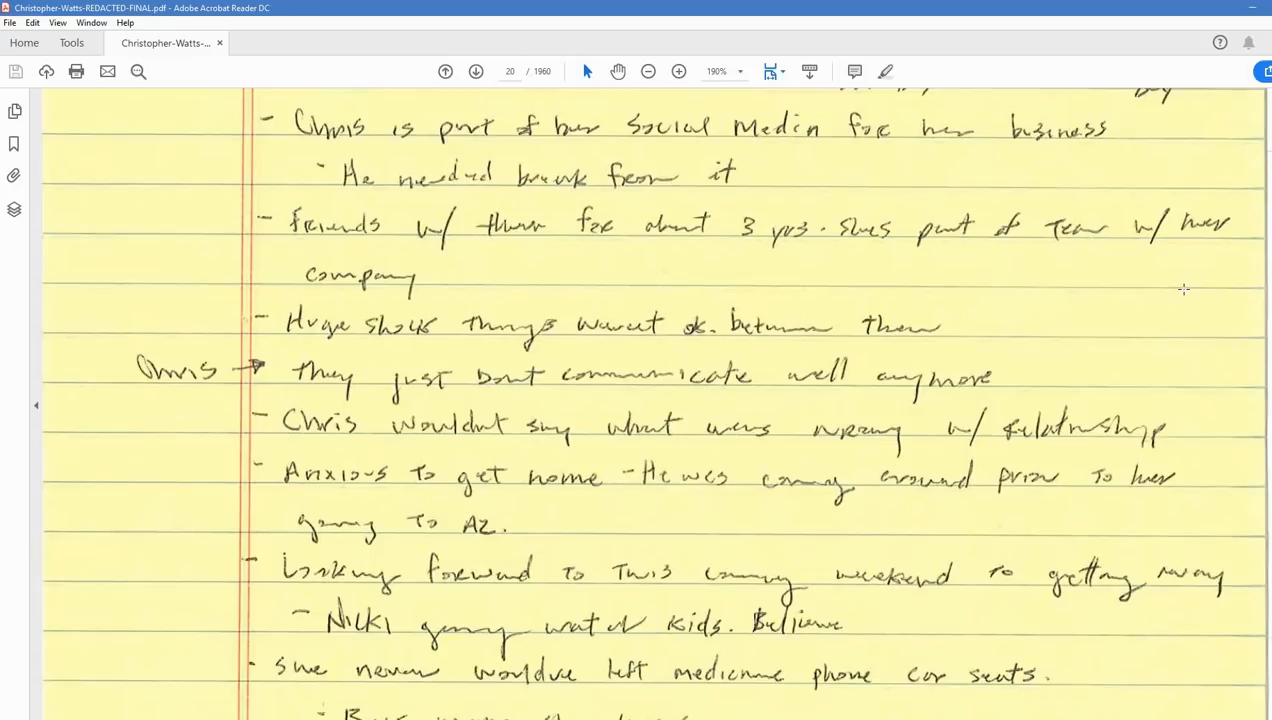 Christopher-Watts-REDACTED-FINAL.pdf - Adobe Acrobat Reader DC
File Edit View Window Help
Home Tools Christopher-Watts-... ×
20 / 1960 190%
- Chris is part of her Social Media for her business
- He needed break from it
- Friends w/ them for about 3 yrs. Shes part of Team w/ her
company
- Huge shock things werent ok. between them
Chris → They just Dont communicate well anymore
- Chris wouldnt say what was wrong w/ Relationship
- Anxious to get home - He was coming around prior to her
going to AZ.
- Looking forward to This coming weekend to getting away
- Nicki going watch kids. Believe
- She never wouldve left medicine phone car seats.